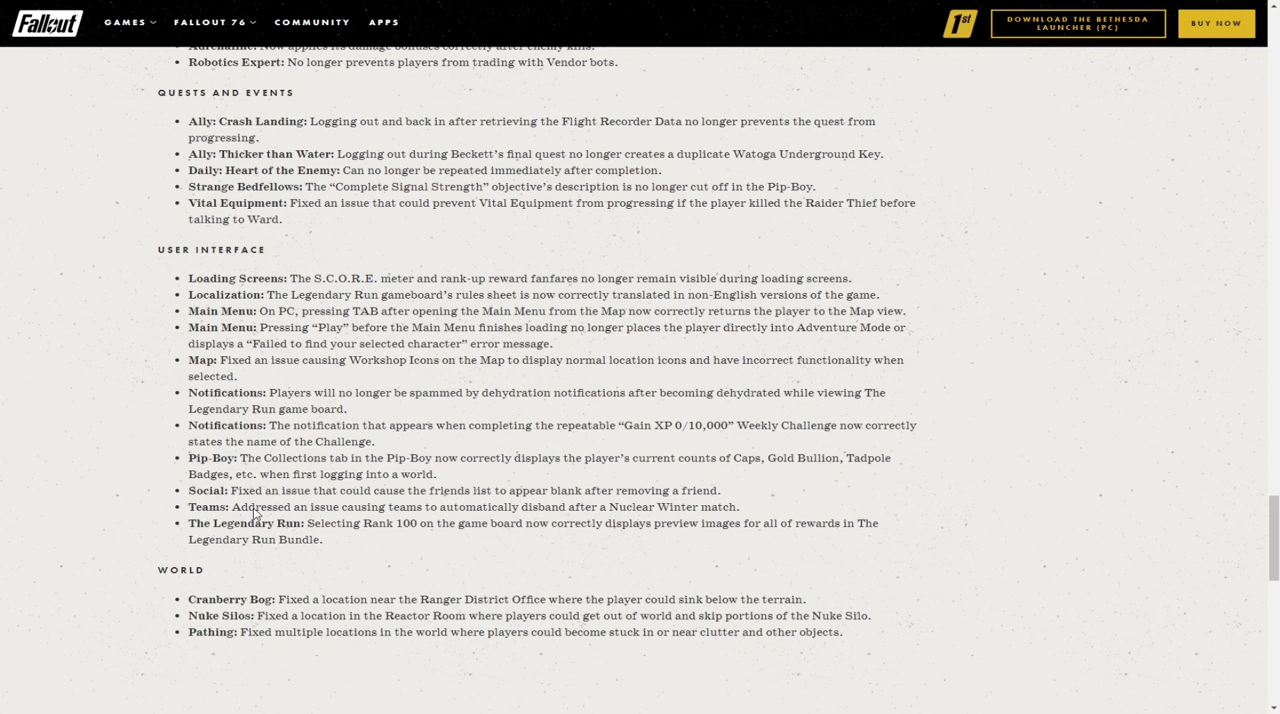 Fallout
GAMES
FALLOUT 76
COMMUNITY
APPS
1st
DOWNLOAD THE BETHESDA
LAUNCHER (PC)
BUY NOW
Adrenaline: Now applies its damage bonuses correctly after enemy kills.
Robotics Expert: No longer prevents players from trading with Vendor bots.
QUESTS AND EVENTS
Ally: Crash Landing: Logging out and back in after retrieving the Flight Recorder Data no longer prevents the quest from
progressing.
Ally: Thicker than Water: Logging out during Beckett’s final quest no longer creates a duplicate Watoga Underground Key.
Daily: Heart of the Enemy: Can no longer be repeated immediately after completion.
Strange Bedfellows: The “Complete Signal Strength” objective’s description is no longer cut off in the Pip-Boy.
Vital Equipment: Fixed an issue that could prevent Vital Equipment from progressing if the player killed the Raider Thief before
talking to Ward.
USER INTERFACE
Loading Screens: The S.C.O.R.E. meter and rank-up reward fanfares no longer remain visible during loading screens.
Localization: The Legendary Run gameboard’s rules sheet is now correctly translated in non-English versions of the game.
Main Menu: On PC, pressing TAB after opening the Main Menu from the Map now correctly returns the player to the Map view.
Main Menu: Pressing “Play” before the Main Menu finishes loading no longer places the player directly into Adventure Mode or
displays a “Failed to find your selected character” error message.
Map: Fixed an issue causing Workshop Icons on the Map to display normal location icons and have incorrect functionality when
selected.
Notifications: Players will no longer be spammed by dehydration notifications after becoming dehydrated while viewing The
Legendary Run game board.
Notifications: The notification that appears when completing the repeatable “Gain XP 0/10,000” Weekly Challenge now correctly
states the name of the Challenge.
Pip-Boy: The Collections tab in the Pip-Boy now correctly displays the player’s current counts of Caps, Gold Bullion, Tadpole
Badges, etc. when first logging into a world.
Social: Fixed an issue that could cause the friends list to appear blank after removing a friend.
Teams: Addressed an issue causing teams to automatically disband after a Nuclear Winter match.
The Legendary Run: Selecting Rank 100 on the game board now correctly displays preview images for all of rewards in The
Legendary Run Bundle.
WORLD
Cranberry Bog: Fixed a location near the Ranger District Office where the player could sink below the terrain.
Nuke Silos: Fixed a location in the Reactor Room where players could get out of world and skip portions of the Nuke Silo.
Pathing: Fixed multiple locations in the world where players could become stuck in or near clutter and other objects.